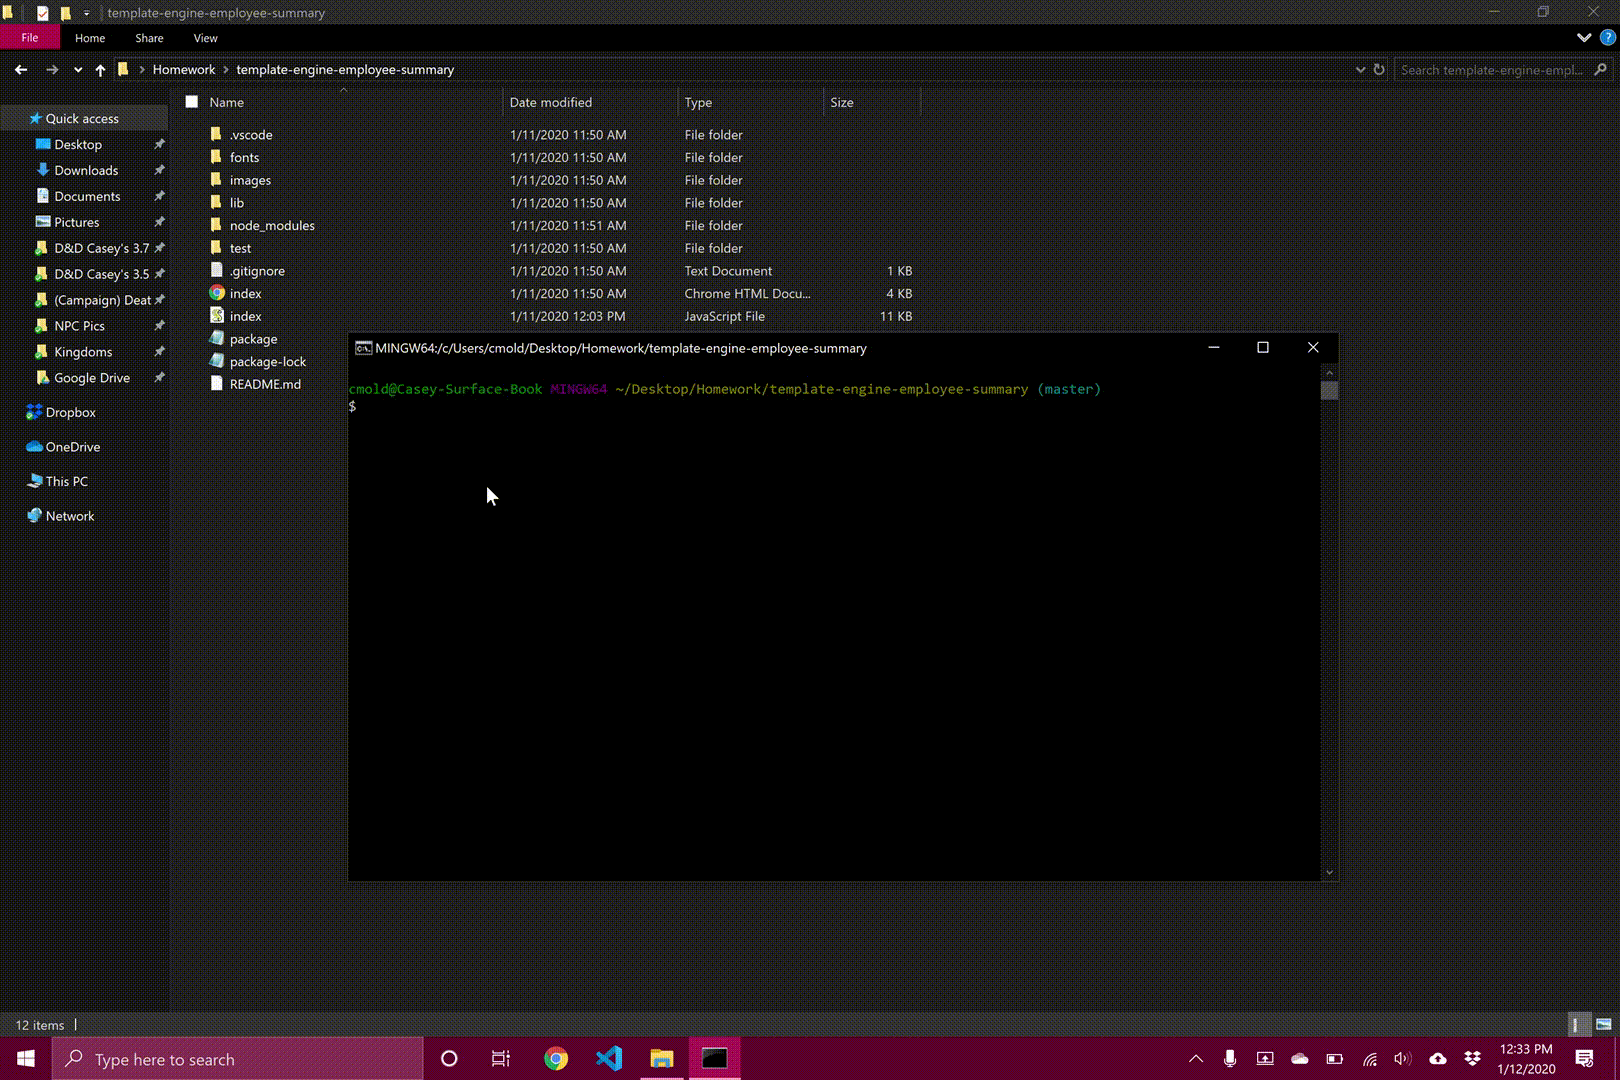 template-engine-employee-summary
File Home Share View
Homework template-engine-employee-summary
Search template-engine-empl...
Name Date modified Type Size
Quick access
Desktop
Downloads
Documents
Pictures
D&D Casey's 3.7
D&D Casey's 3.5
(Campaign) Deat
NPC Pics
Kingdoms
Google Drive
Dropbox
OneDrive
This PC
Network
.vscode 1/11/2020 11:50 AM File folder
fonts 1/11/2020 11:50 AM File folder
images 1/11/2020 11:50 AM File folder
lib 1/11/2020 11:50 AM File folder
node_modules 1/11/2020 11:51 AM File folder
test 1/11/2020 11:50 AM File folder
.gitignore 1/11/2020 11:50 AM Text Document 1 KB
index 1/11/2020 11:50 AM Chrome HTML Docu... 4 KB
index 1/11/2020 12:03 PM JavaScript File 11 KB
package
package-lock
README.md
MINGW64:/c/Users/cmold/Desktop/Homework/template-engine-employee-summary
cmold@Casey-Surface-Book MINGW64 ~/Desktop/Homework/template-engine-employee-summary (master)
$
12 items
Type here to search
12:33 PM
1/12/2020